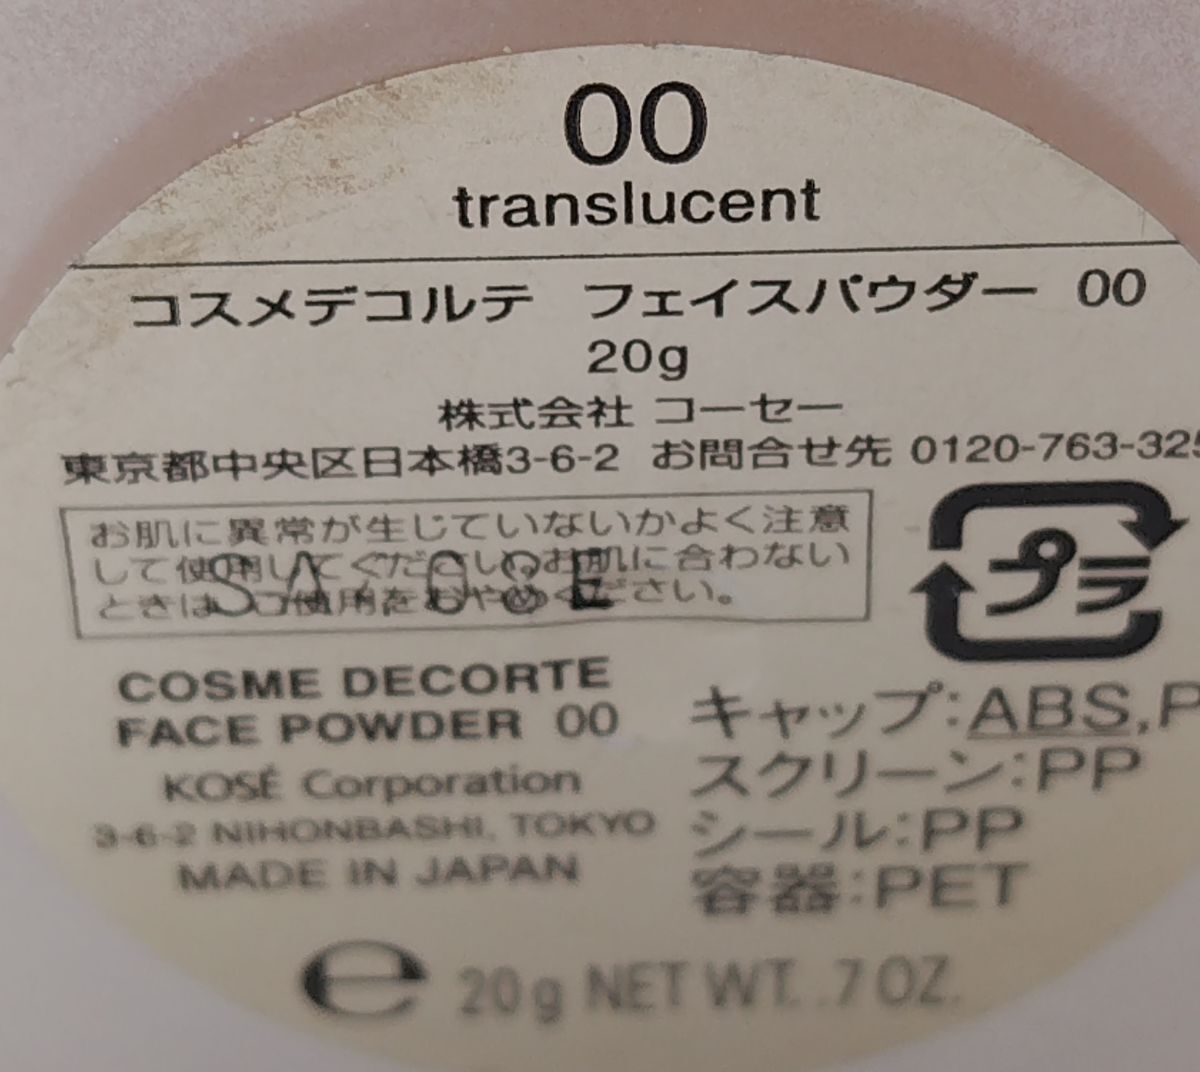 00
translucent
コスメデコルテ フェイスパウダー 00
20g
株式会社 コーセー
東京都中央区日本橋3-6-2 お問合せ先 0120-763-325
お肌に異常が生じていないかよく注意
して使用してください。お肌に合わない
ときは、ご使用をおやめください。
プラ
COSME DECORTE
FACE POWDER 00
KOSÉ Corporation
3-6-2 NIHONBASHI, TOKYO
MADE IN JAPAN
キャップ:ABS,P
スクリーン:PP
シール:PP
容器:PET
e 20g NET WT. .7 OZ.